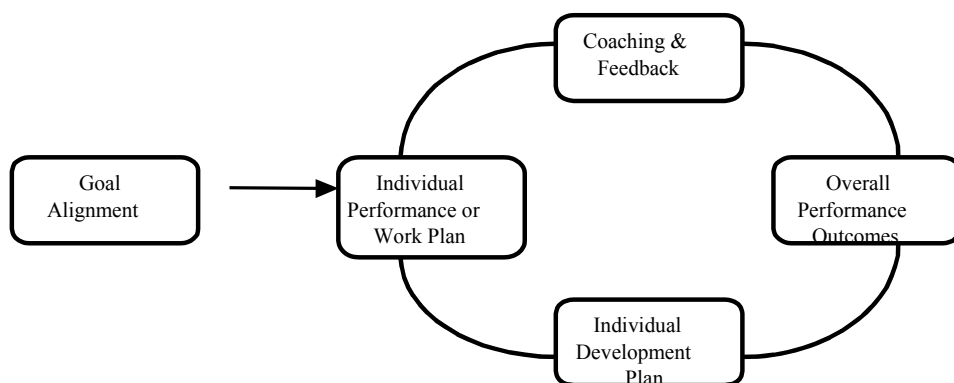 Coaching &
Feedback
Goal
Alignment
Individual
Performance or
Work Plan
Overall
Performance
Outcomes
Individual
Development
Plan